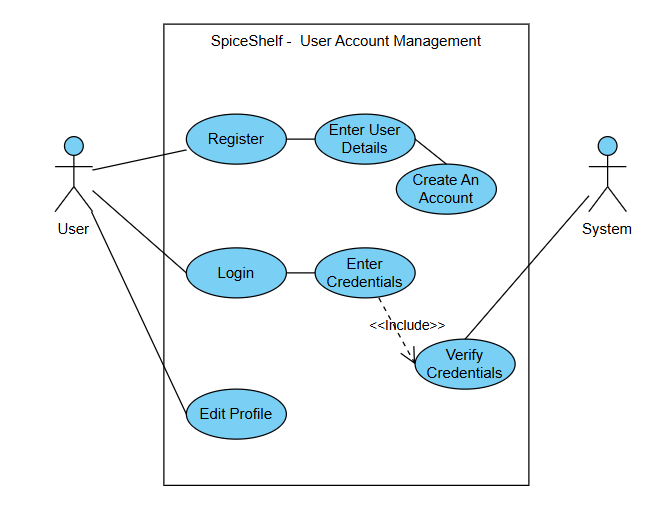 SpiceShelf -  User Account Management
Register
Enter User
Details
Create An
Account
User
System
Login
Enter
Credentials
<<Include>>
Verify
Credentials
Edit Profile